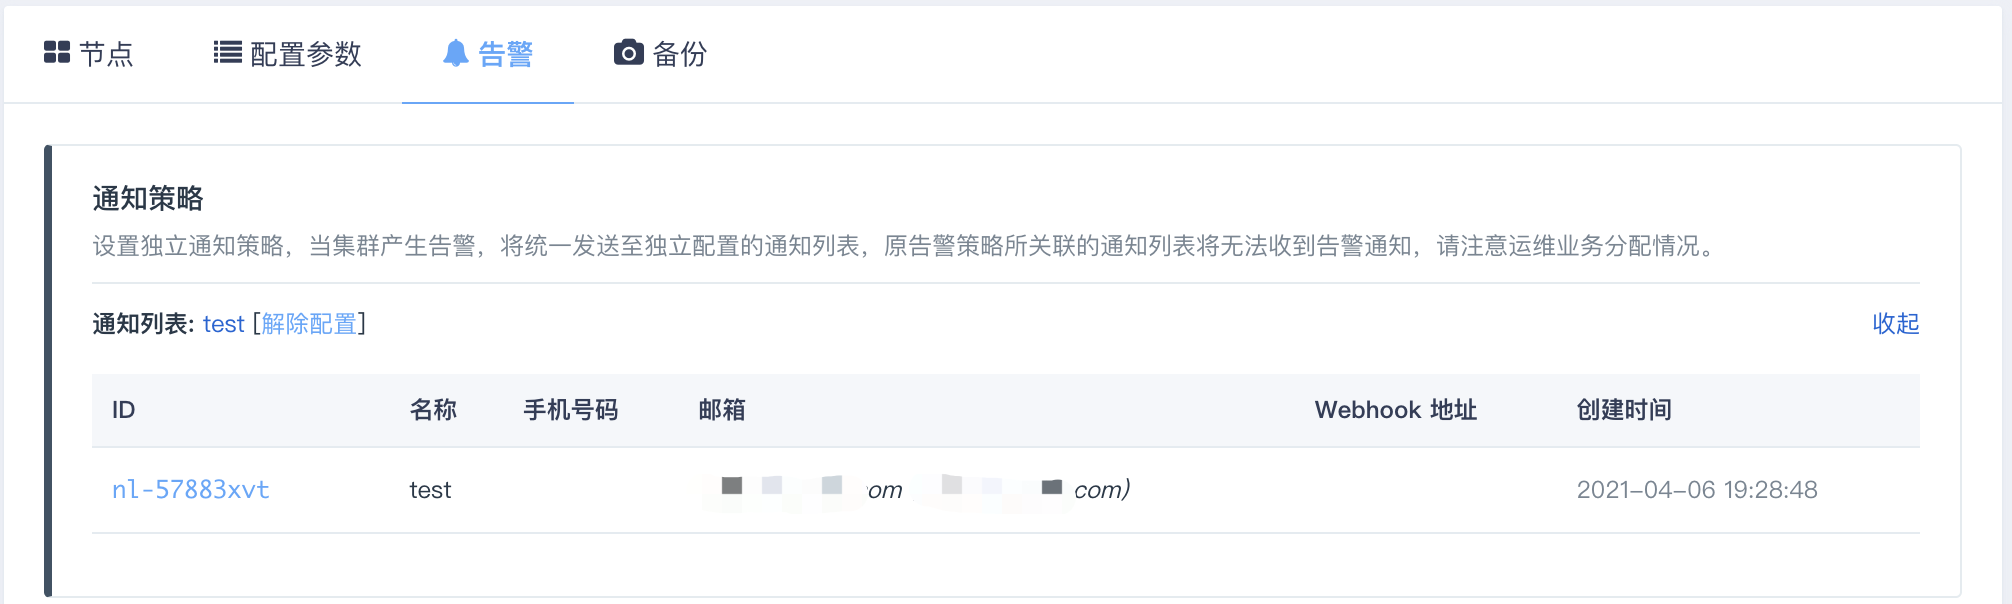 节点 配置参数 告警 备份
通知策略
设置独立通知策略，当集群产生告警，将统一发送至独立配置的通知列表，原告警策略所关联的通知列表将无法收到告警通知，请注意运维业务分配情况。
通知列表: test [解除配置] 收起
ID 名称 手机号码 邮箱 Webhook 地址 创建时间
nl-57883xvt test om com) 2021-04-06 19:28:48